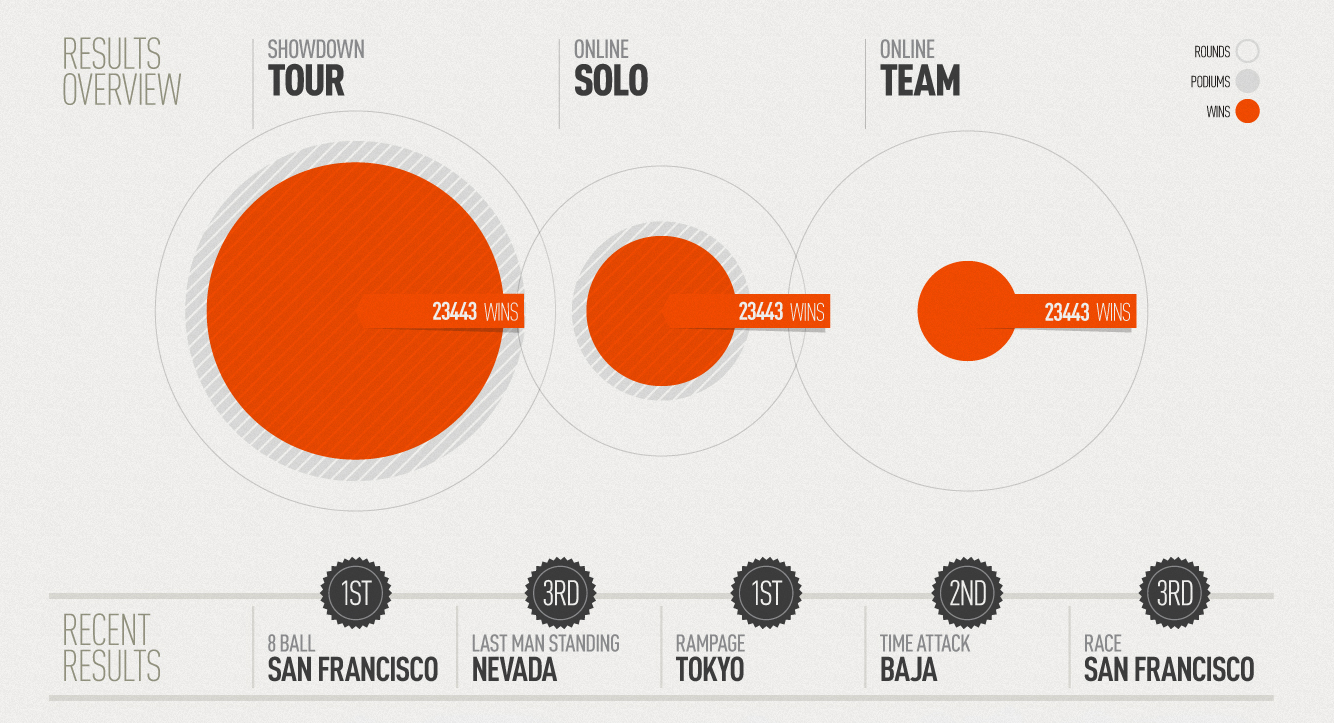 RESULTS
OVERVIEW
SHOWDOWN
TOUR
ONLINE
SOLO
ONLINE
TEAM
ROUNDS
PODIUMS
WINS
23443 WINS
23443 WINS
23443 WINS
RECENT
RESULTS
1ST
8 BALL
SAN FRANCISCO
3RD
LAST MAN STANDING
NEVADA
1ST
RAMPAGE
TOKYO
2ND
TIME ATTACK
BAJA
3RD
RACE
SAN FRANCISCO